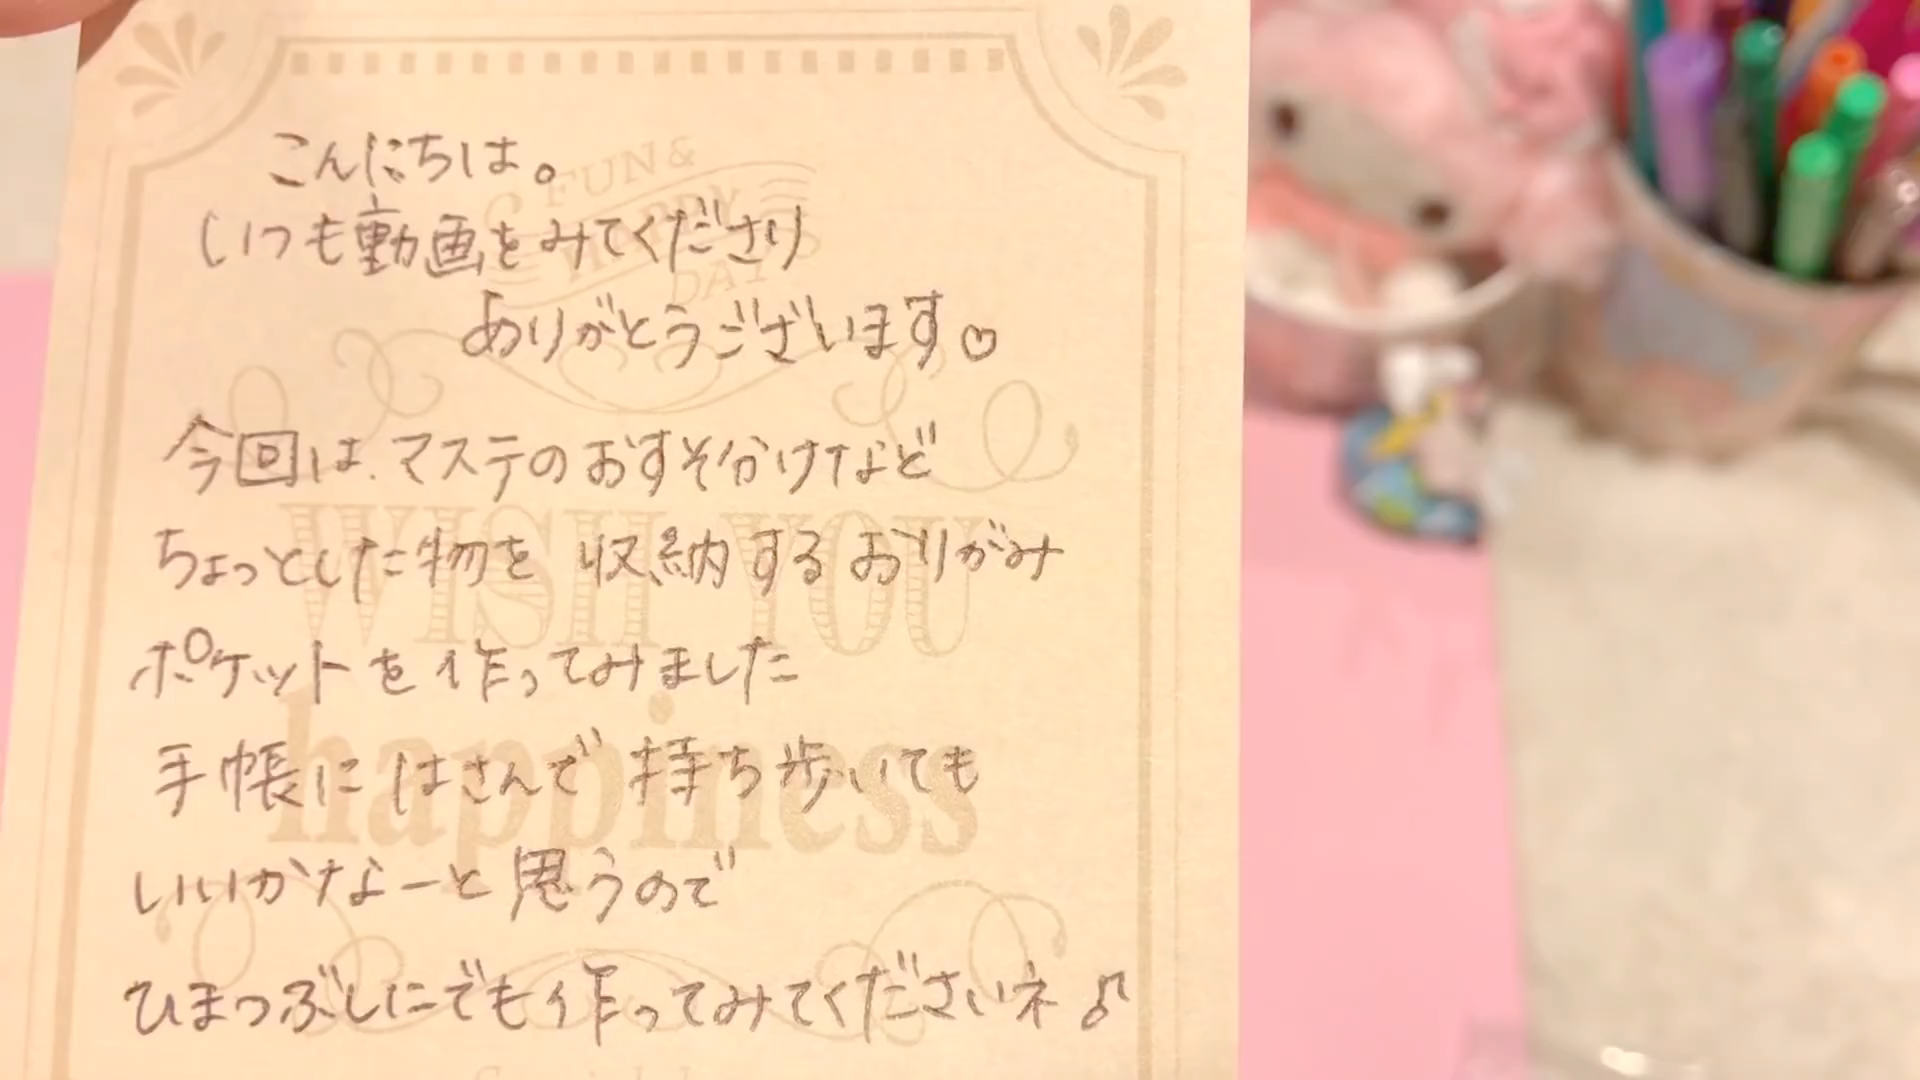 FUN &
HAPPY
DAYS
こんにちは。
いつも動画をみてくださり
ありがとうございます♡
今回は、マステのおすそ分けなど
ちょっとした物を 収納するおりがみ
ポケットを作ってみました
手帳に はさんで 持ち歩いても
いいかなーと思うので
ひまつぶしにでも作ってみてくださいネ♪
WISH YOU
happiness